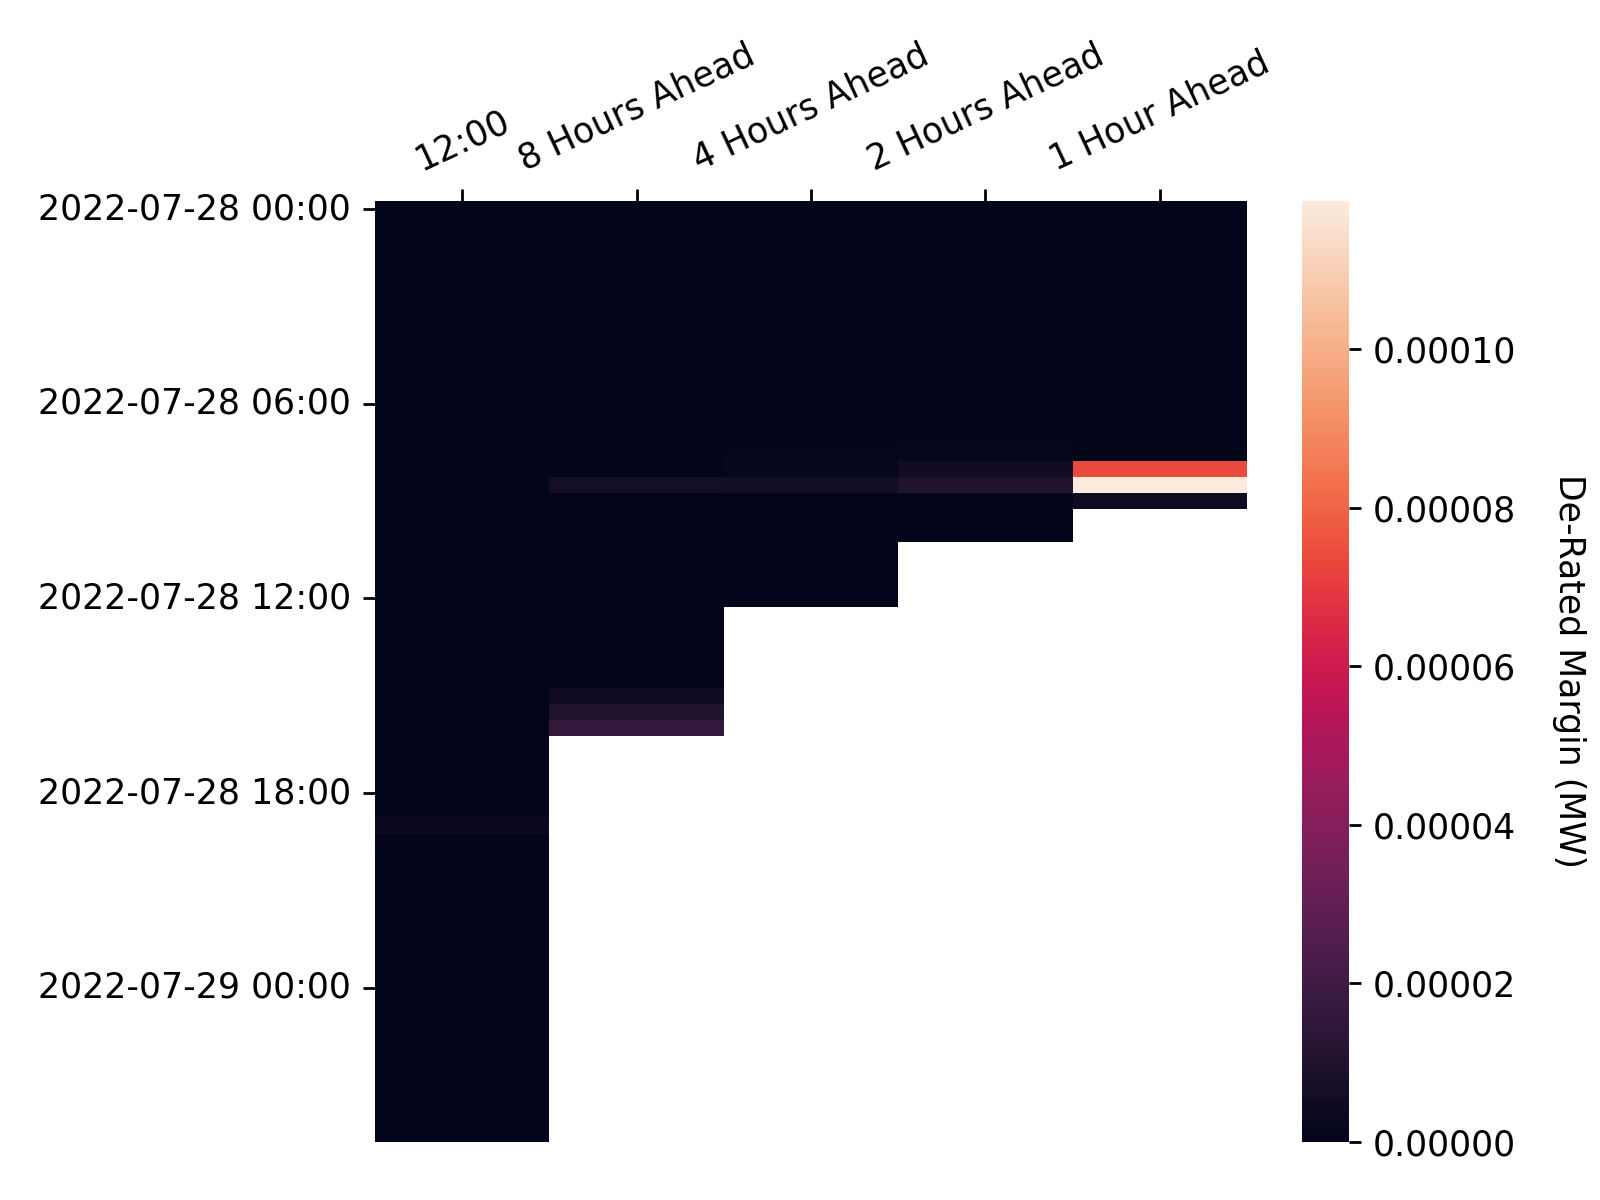 12:00
8 Hours Ahead
4 Hours Ahead
2 Hours Ahead
1 Hour Ahead
2022-07-28 00:00
2022-07-28 06:00
2022-07-28 12:00
2022-07-28 18:00
2022-07-29 00:00
0.00010
0.00008
0.00006
0.00004
0.00002
0.00000
De-Rated Margin (MW)